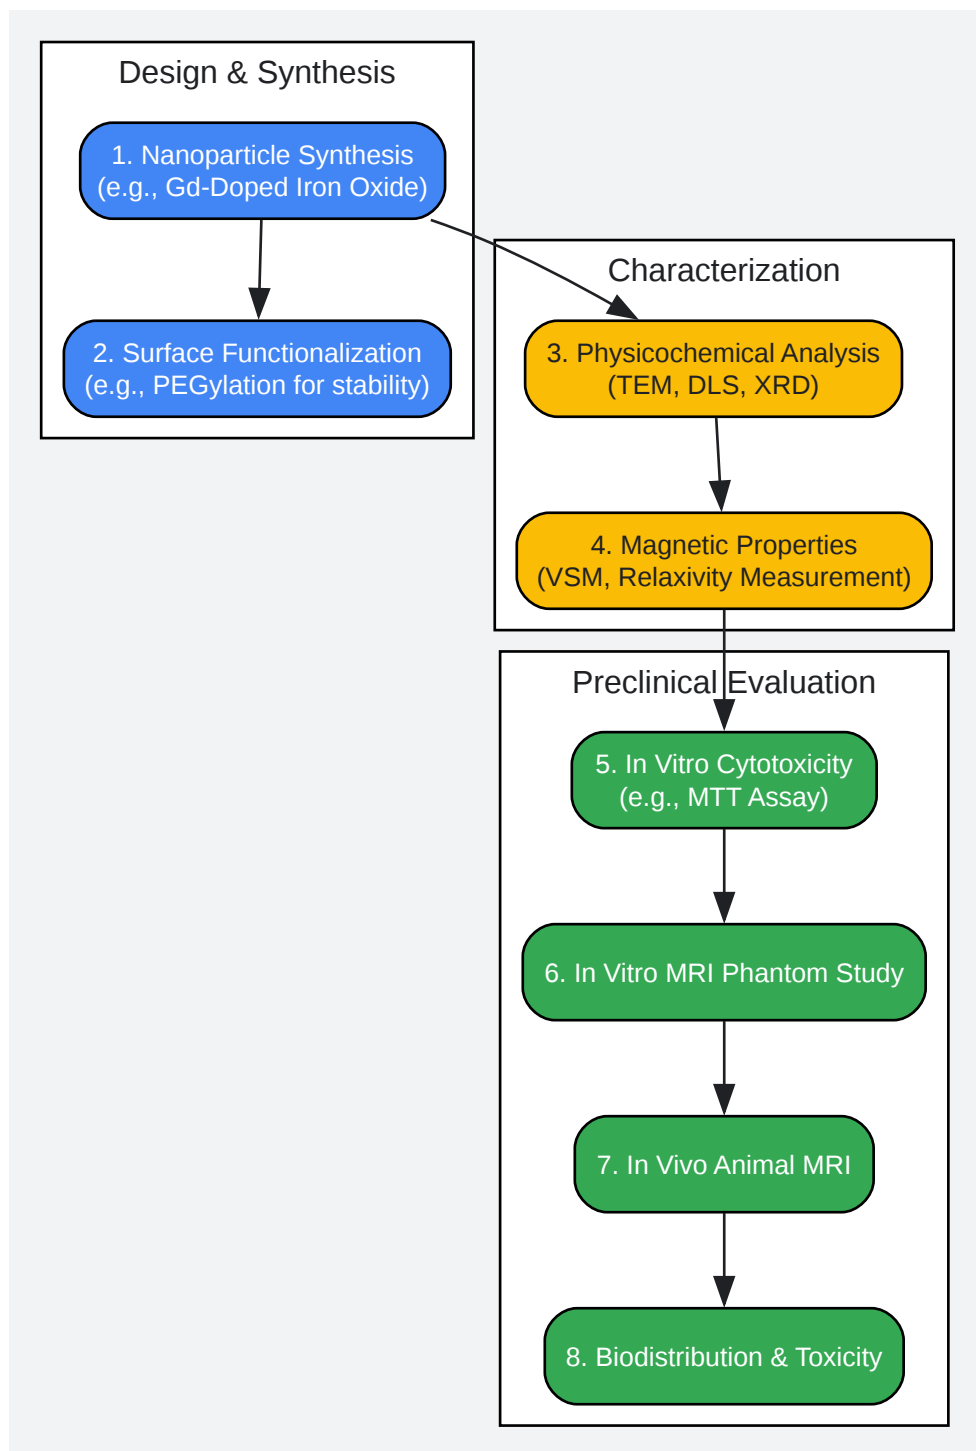 Design & Synthesis
1. Nanoparticle Synthesis
(e.g., Gd-Doped Iron Oxide)
2. Surface Functionalization
(e.g., PEGylation for stability)
Characterization
3. Physicochemical Analysis
(TEM, DLS, XRD)
4. Magnetic Properties
(VSM, Relaxivity Measurement)
Preclinical Evaluation
5. In Vitro Cytotoxicity
(e.g., MTT Assay)
6. In Vitro MRI Phantom Study
7. In Vivo Animal MRI
8. Biodistribution & Toxicity